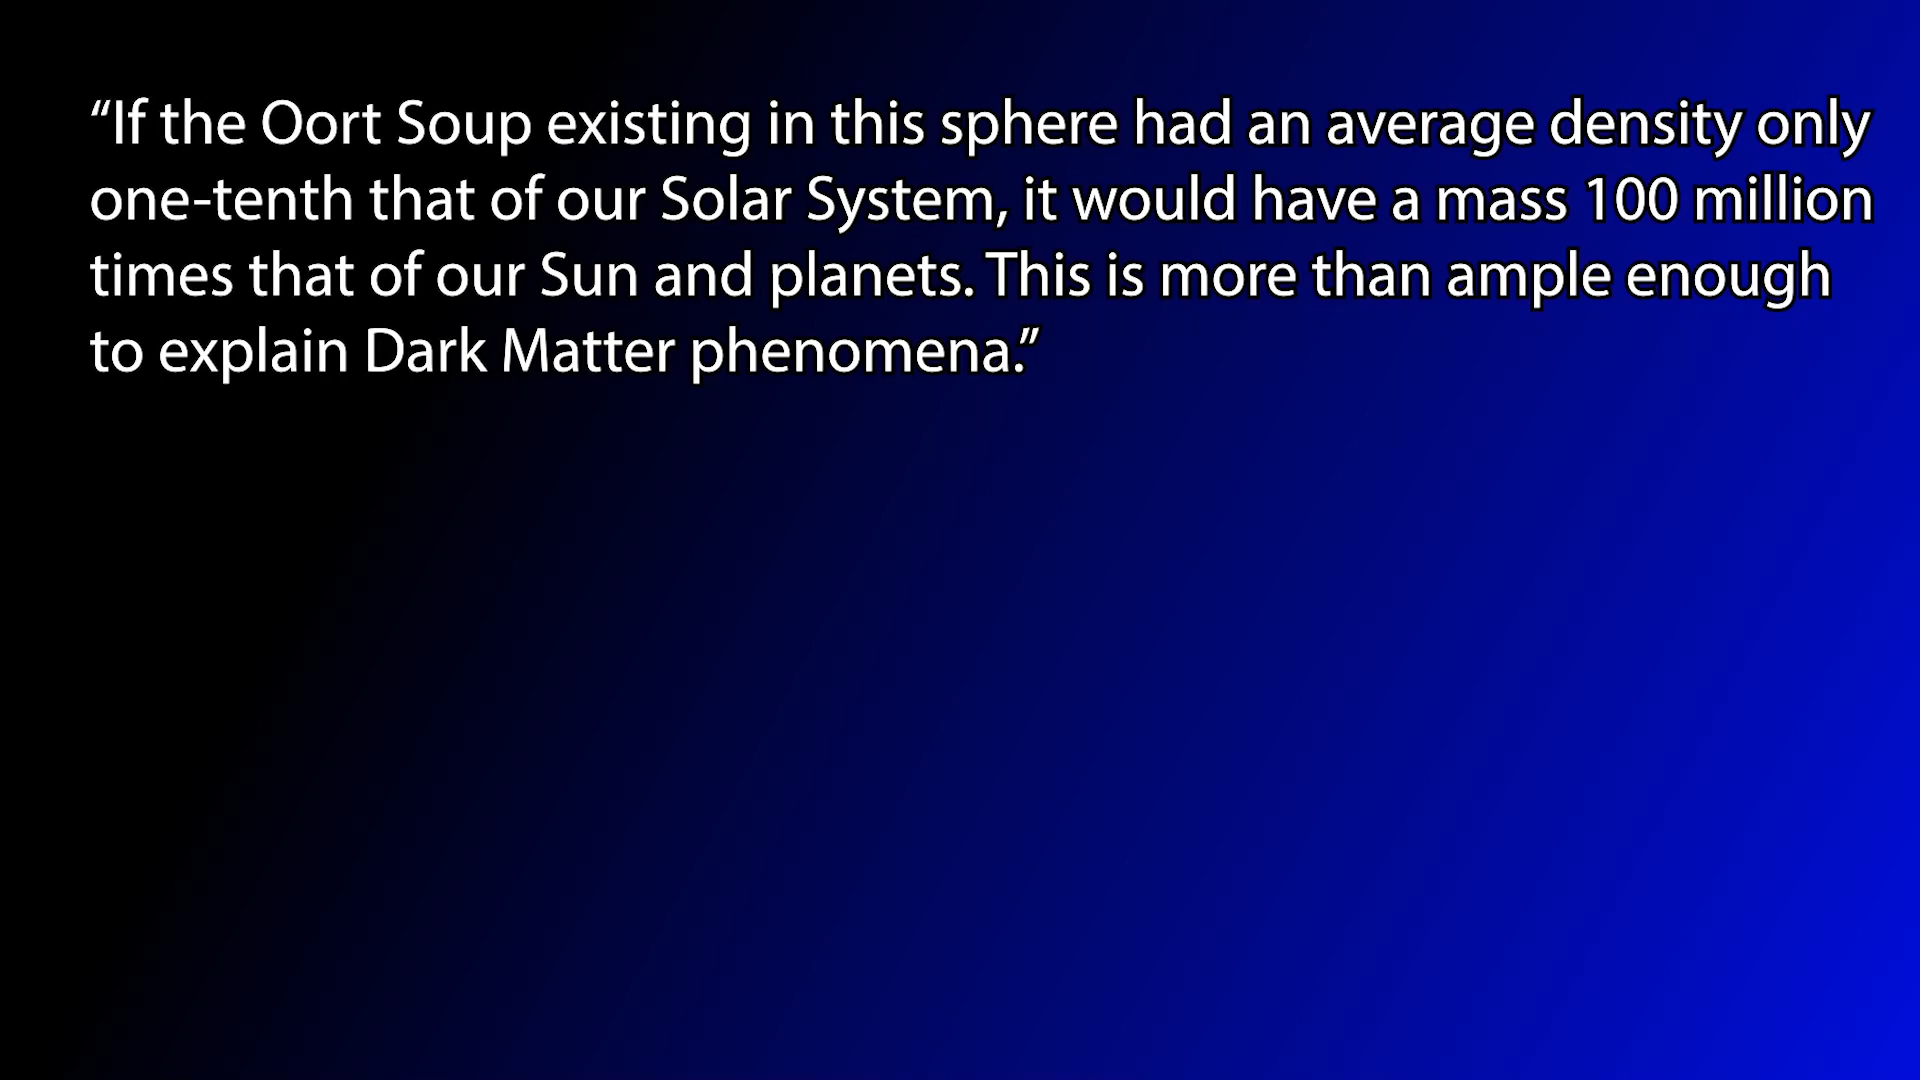 “If the Oort Soup existing in this sphere had an average density only
one-tenth that of our Solar System, it would have a mass 100 million
times that of our Sun and planets. This is more than ample enough
to explain Dark Matter phenomena.”